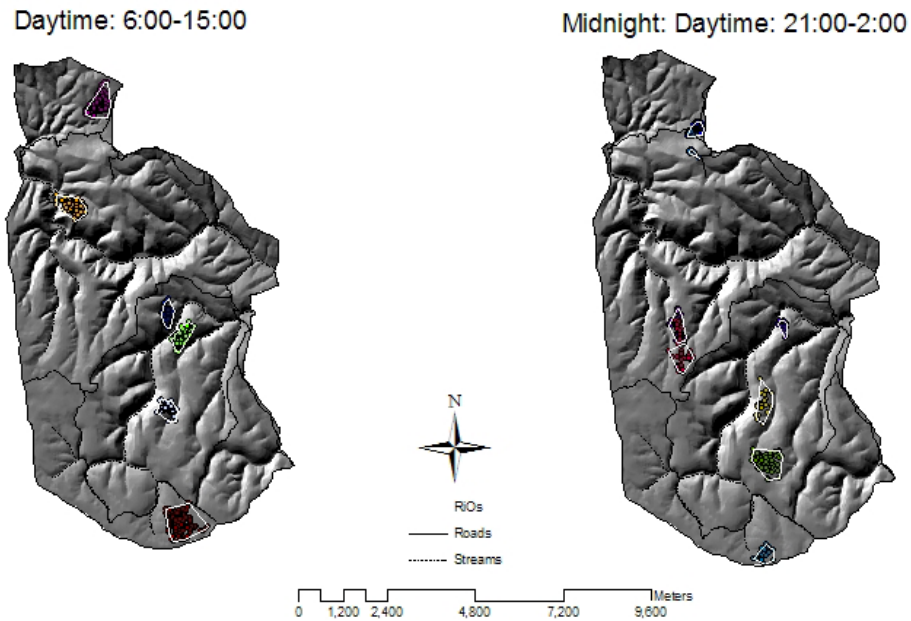 Daytime: 6:00-15:00
Midnight: Daytime: 21:00-2:00
N
RiOs
Roads
Streams
Meters
0 1,200 2,400 4,800 7,200 9,600